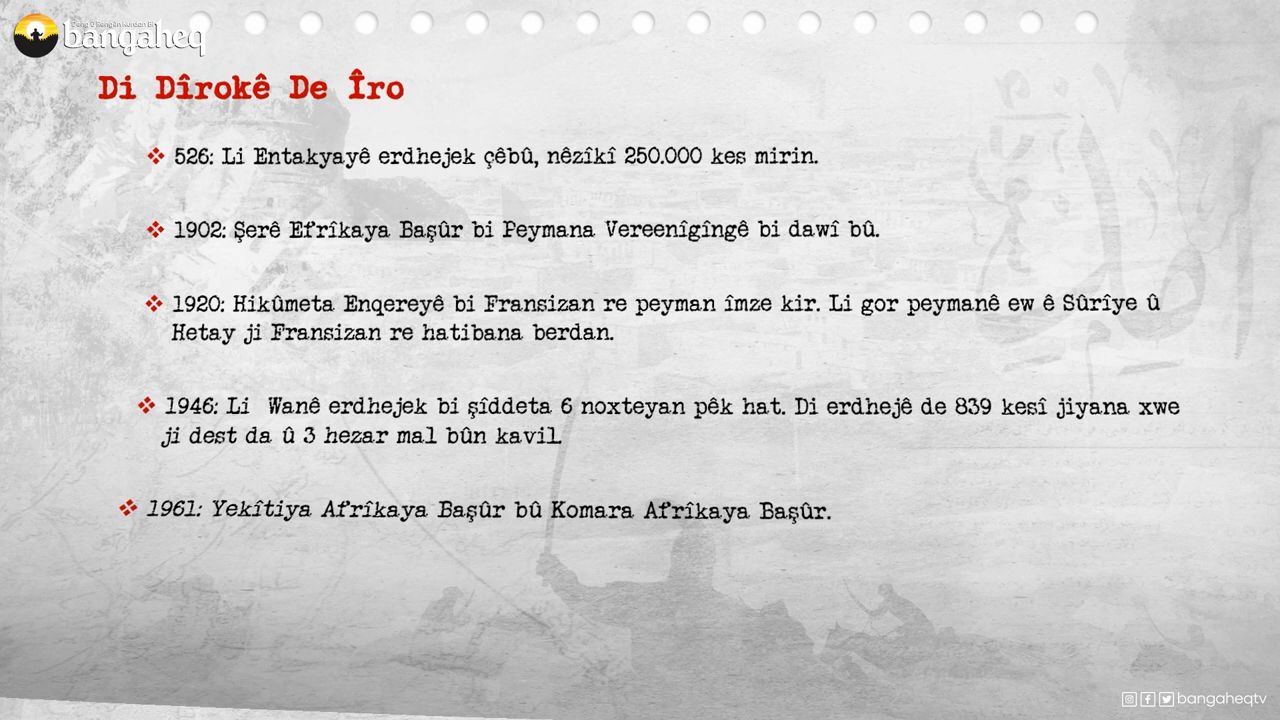 Deng û Rengên Kurdan Bi
bangaheq
Di Dîrokê De Îro
526: Li Entakyayê erdhejek çêbû, nêzîkî 250.000 kes mirin.
1902: Şerê Efrîkaya Başûr bi Peymana Vereenîgîngê bi dawî bû.
1920: Hikûmeta Enqereyê bi Fransizan re peyman îmze kir. Li gor peymanê ew ê Sûrîye û
Hetay ji Fransizan re hatibana berdan.
1946: Li Wanê erdhejek bi şîddeta 6 noxteyan pêk hat. Di erdhejê de 839 kesî jiyana xwe
ji dest da û 3 hezar mal bûn kavil.
1961: Yekîtiya Afrîkaya Başûr bû Komara Afrîkaya Başûr.
bangaheqtv